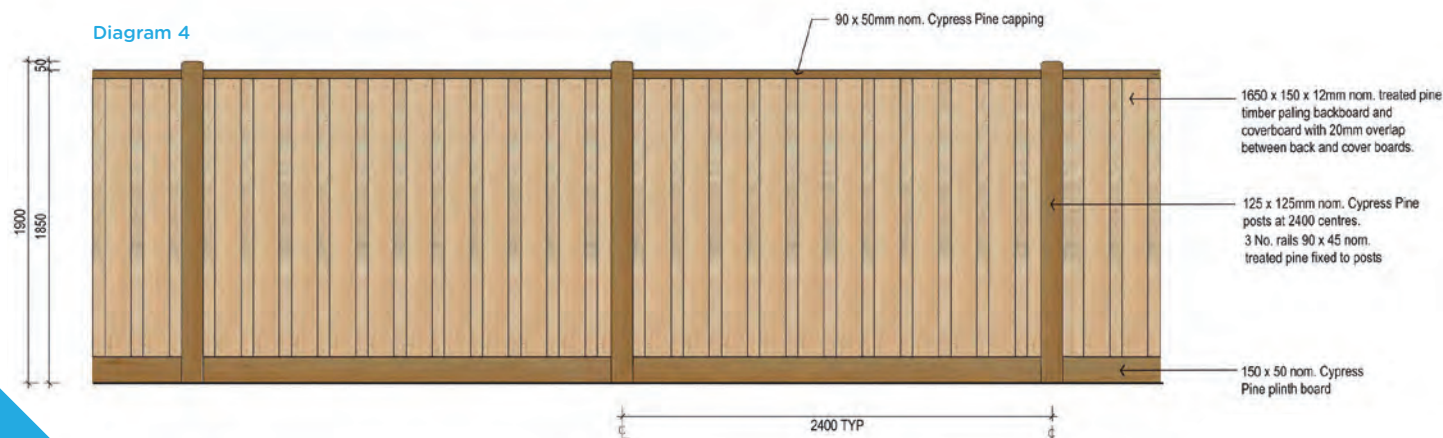 Diagram 4
90 x 50mm nom. Cypress Pine capping
50
1900
1850
1650 x 150 x 12mm nom. treated pine
timber paling backboard and
coverboard with 20mm overlap
between back and cover boards.
125 x 125mm nom. Cypress Pine
posts at 2400 centres.
3 No. rails 90 x 45 nom.
treated pine fixed to posts
150 x 50 nom. Cypress
Pine plinth board
2400 TYP